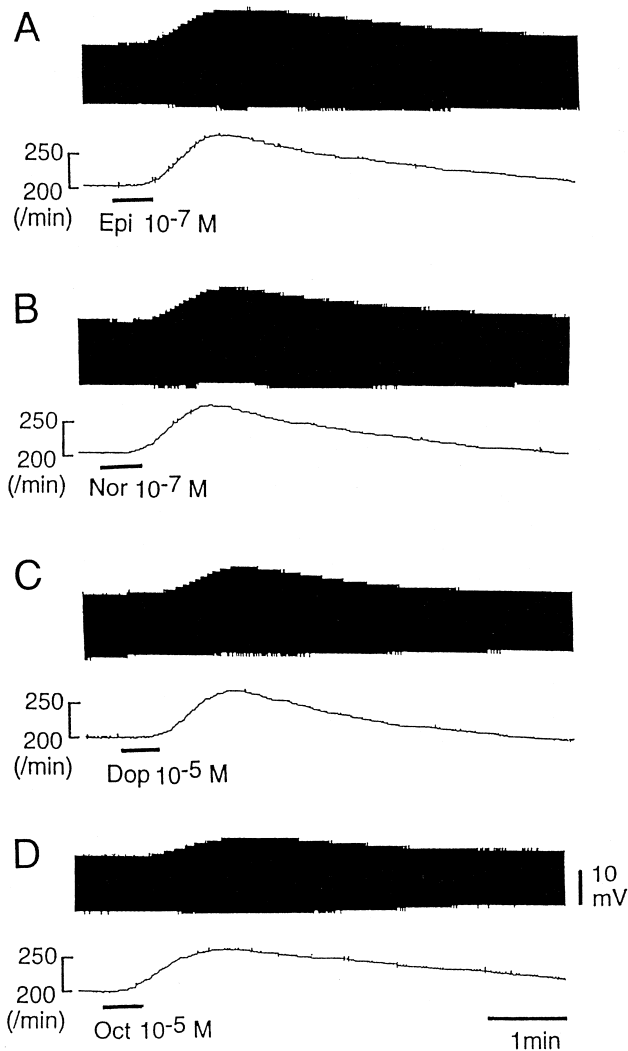 A
250
200
(/min)
Epi 10-7 M
B
250
200
(/min)
Nor 10-7 M
C
250
200
(/min)
Dop 10-5 M
D
10
mV
250
200
(/min)
Oct 10-5 M
1min